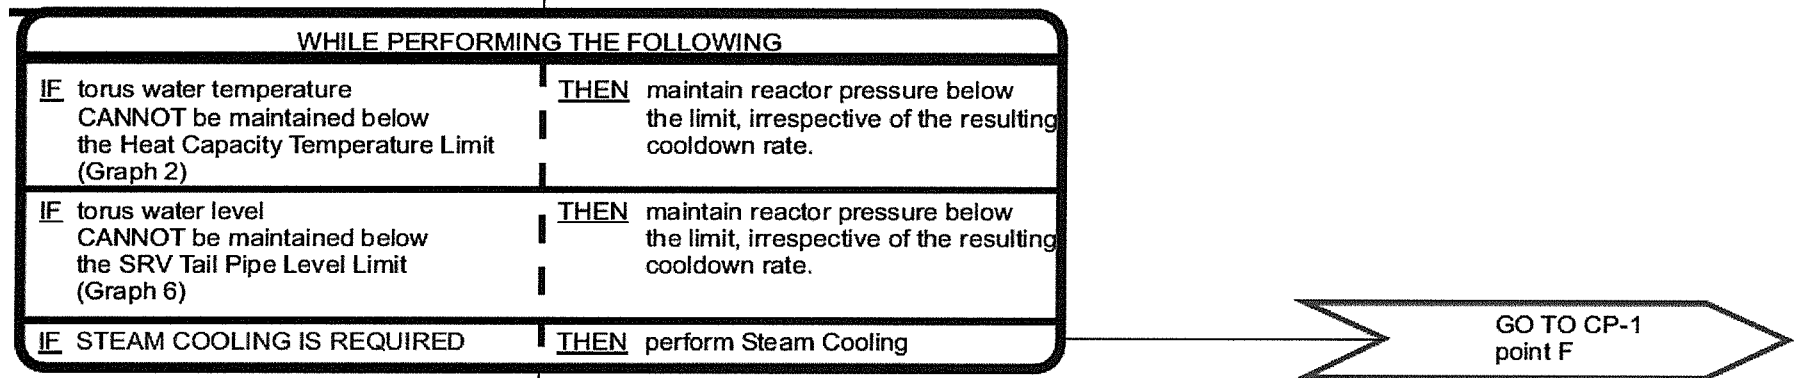 WHILE PERFORMING THE FOLLOWING
IF torus water temperature
CANNOT be maintained below
the Heat Capacity Temperature Limit
(Graph 2)
THEN maintain reactor pressure below
the limit, irrespective of the resulting
cooldown rate.
IF torus water level
CANNOT be maintained below
the SRV Tail Pipe Level Limit
(Graph 6)
THEN maintain reactor pressure below
the limit, irrespective of the resulting
cooldown rate.
IF STEAM COOLING IS REQUIRED
THEN perform Steam Cooling
GO TO CP-1
point F